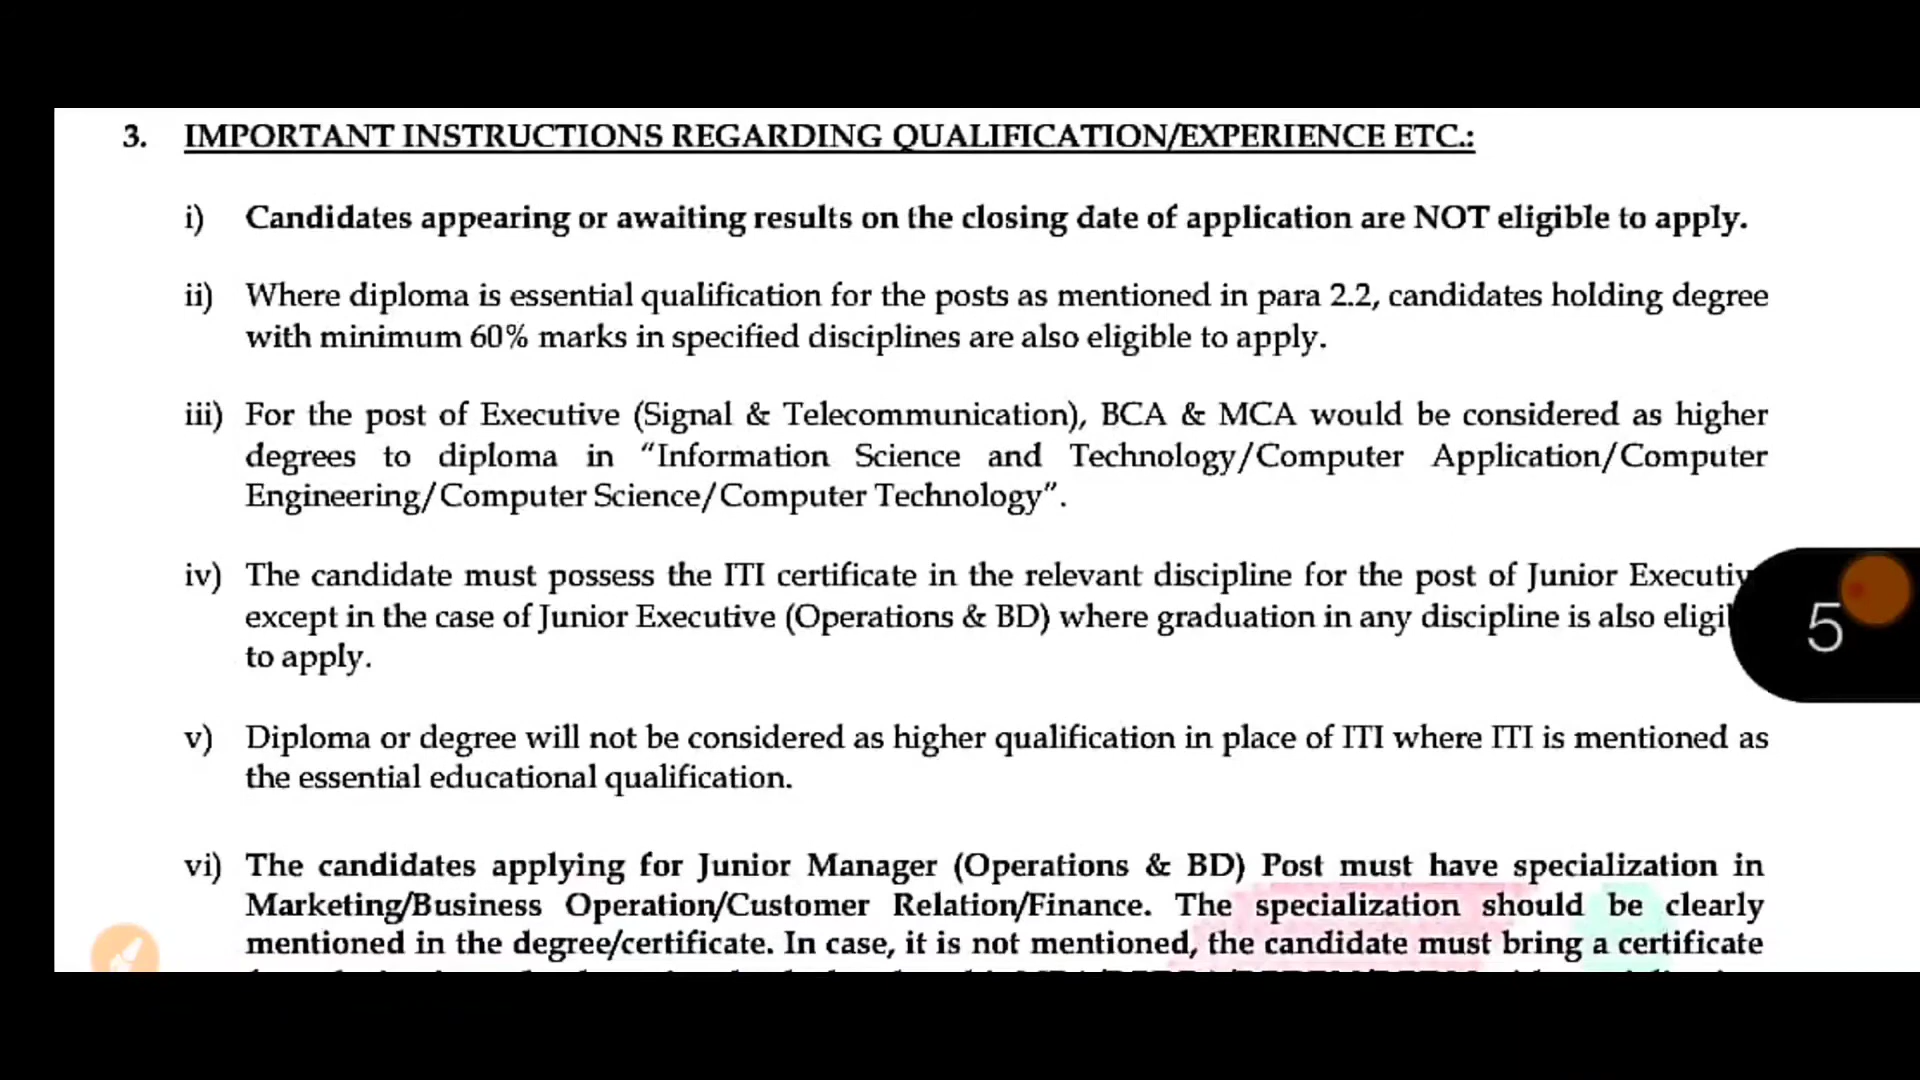 3. IMPORTANT INSTRUCTIONS REGARDING QUALIFICATION/EXPERIENCE ETC.:
i) Candidates appearing or awaiting results on the closing date of application are NOT eligible to apply.
ii) Where diploma is essential qualification for the posts as mentioned in para 2.2, candidates holding degree
with minimum 60% marks in specified disciplines are also eligible to apply.
iii) For the post of Executive (Signal & Telecommunication), BCA & MCA would be considered as higher
degrees to diploma in “Information Science and Technology/Computer Application/Computer
Engineering/Computer Science/Computer Technology”.
iv) The candidate must possess the ITI certificate in the relevant discipline for the post of Junior
except in the case of Junior Executive (Operations & BD) where graduation in any discipline is also
to apply.
5
v) Diploma or degree will not be considered as higher qualification in place of ITI where ITI is mentioned as
the essential educational qualification.
vi) The candidates applying for Junior Manager (Operations & BD) Post must have specialization in
Marketing/Business Operation/Customer Relation/Finance. The specialization should be clearly
mentioned in the degree/certificate. In case, it is not mentioned, the candidate must bring a certificate